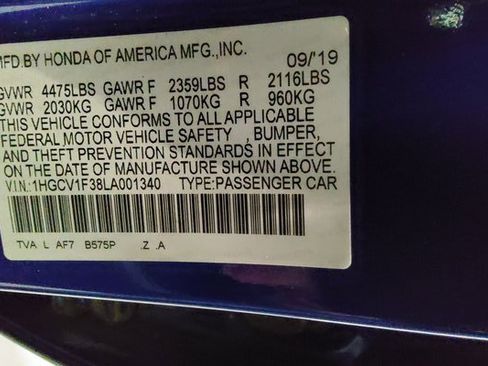 MFD.BY HONDA OF AMERICA MFG.,INC. 09/'19
GVWR 4475LBS GAWR F 2359LBS R 2116LBS
GVWR 2030KG GAWR F 1070KG R 960KG
THIS VEHICLE CONFORMS TO ALL APPLICABLE
FEDERAL MOTOR VEHICLE SAFETY , BUMPER,
AND THEFT PREVENTION STANDARDS IN EFFECT
ON THE DATE OF MANUFACTURE SHOWN ABOVE.
V.I.N.:1HGCV1F38LA001340 TYPE:PASSENGER CAR
TVA L AF7 B575P .Z .A